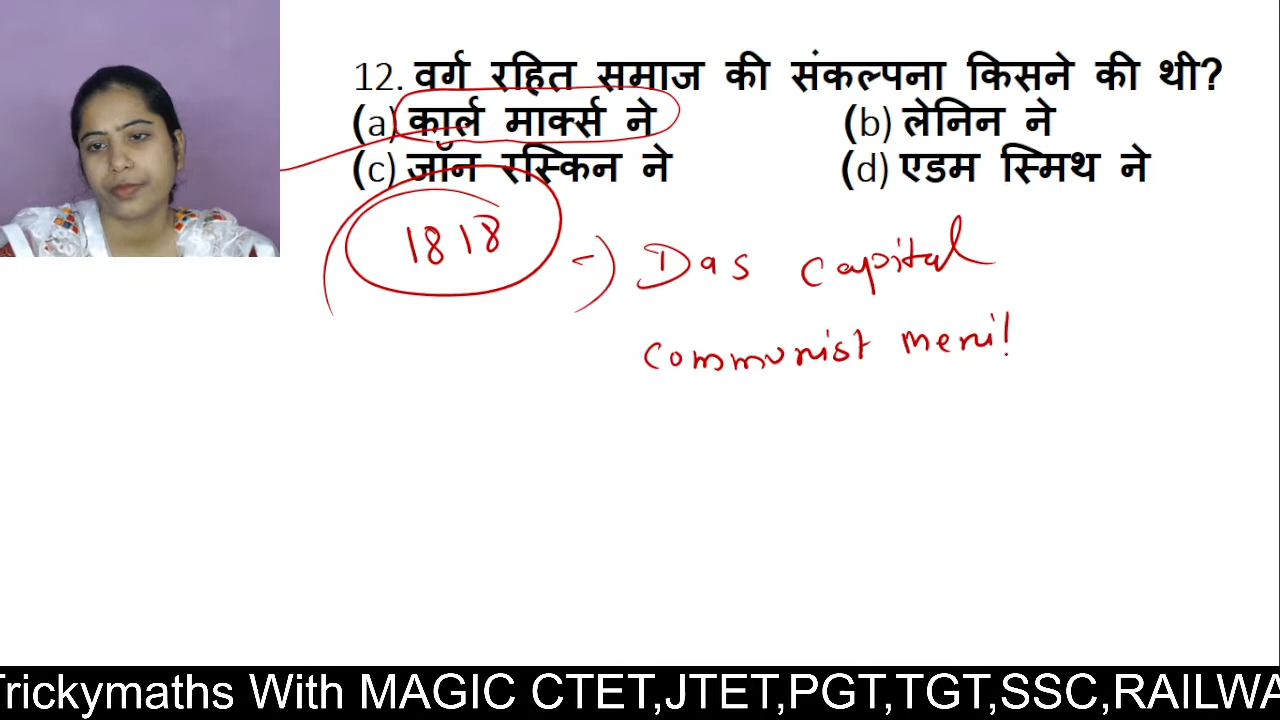 12. वर्ग रहित समाज की संकल्पना किसने की थी?
(a) कार्ल मार्क्स ने (b) लेनिन ने
(c) जॉन रस्किन ने (d) एडम स्मिथ ने
1818 Das Capital
Communist meni
Trickymaths With MAGIC CTET,JTET,PGT,TGT,SSC,RAILWA